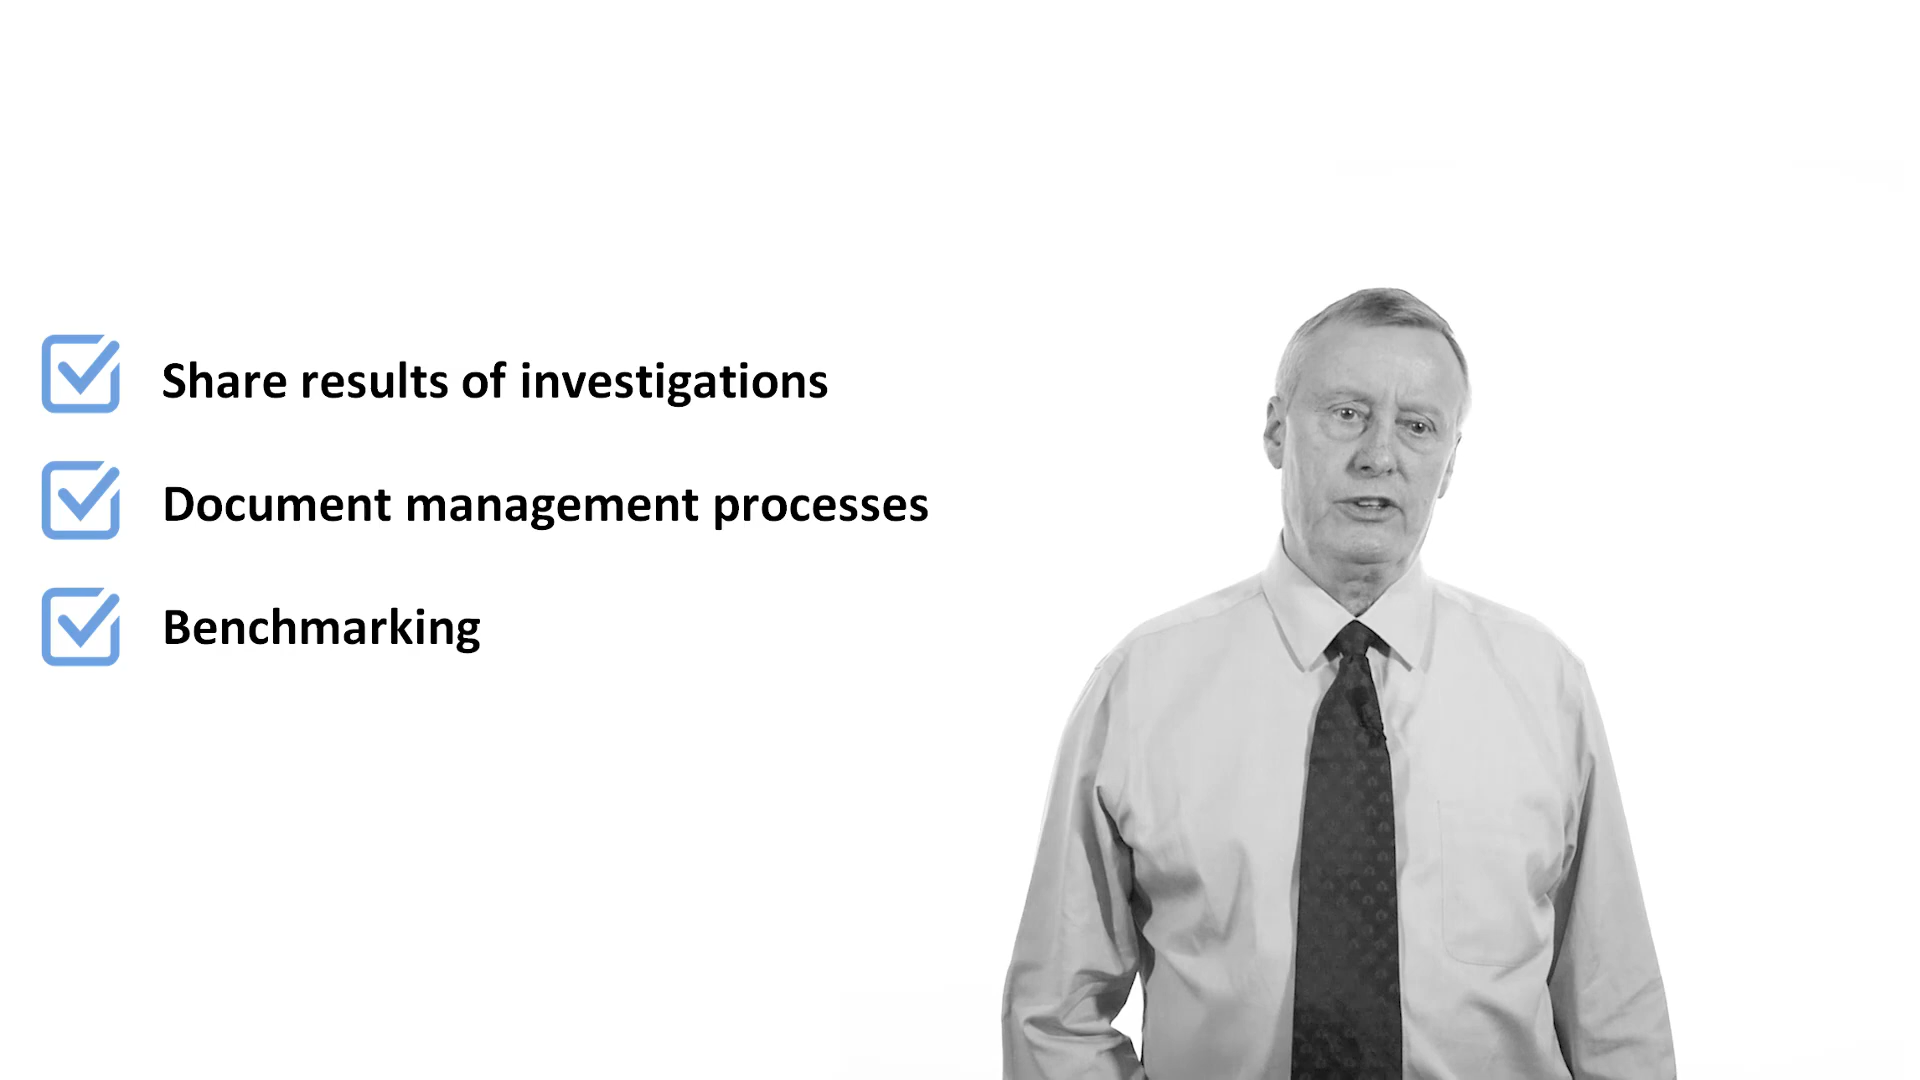 Share results of investigations
Document management processes
Benchmarking